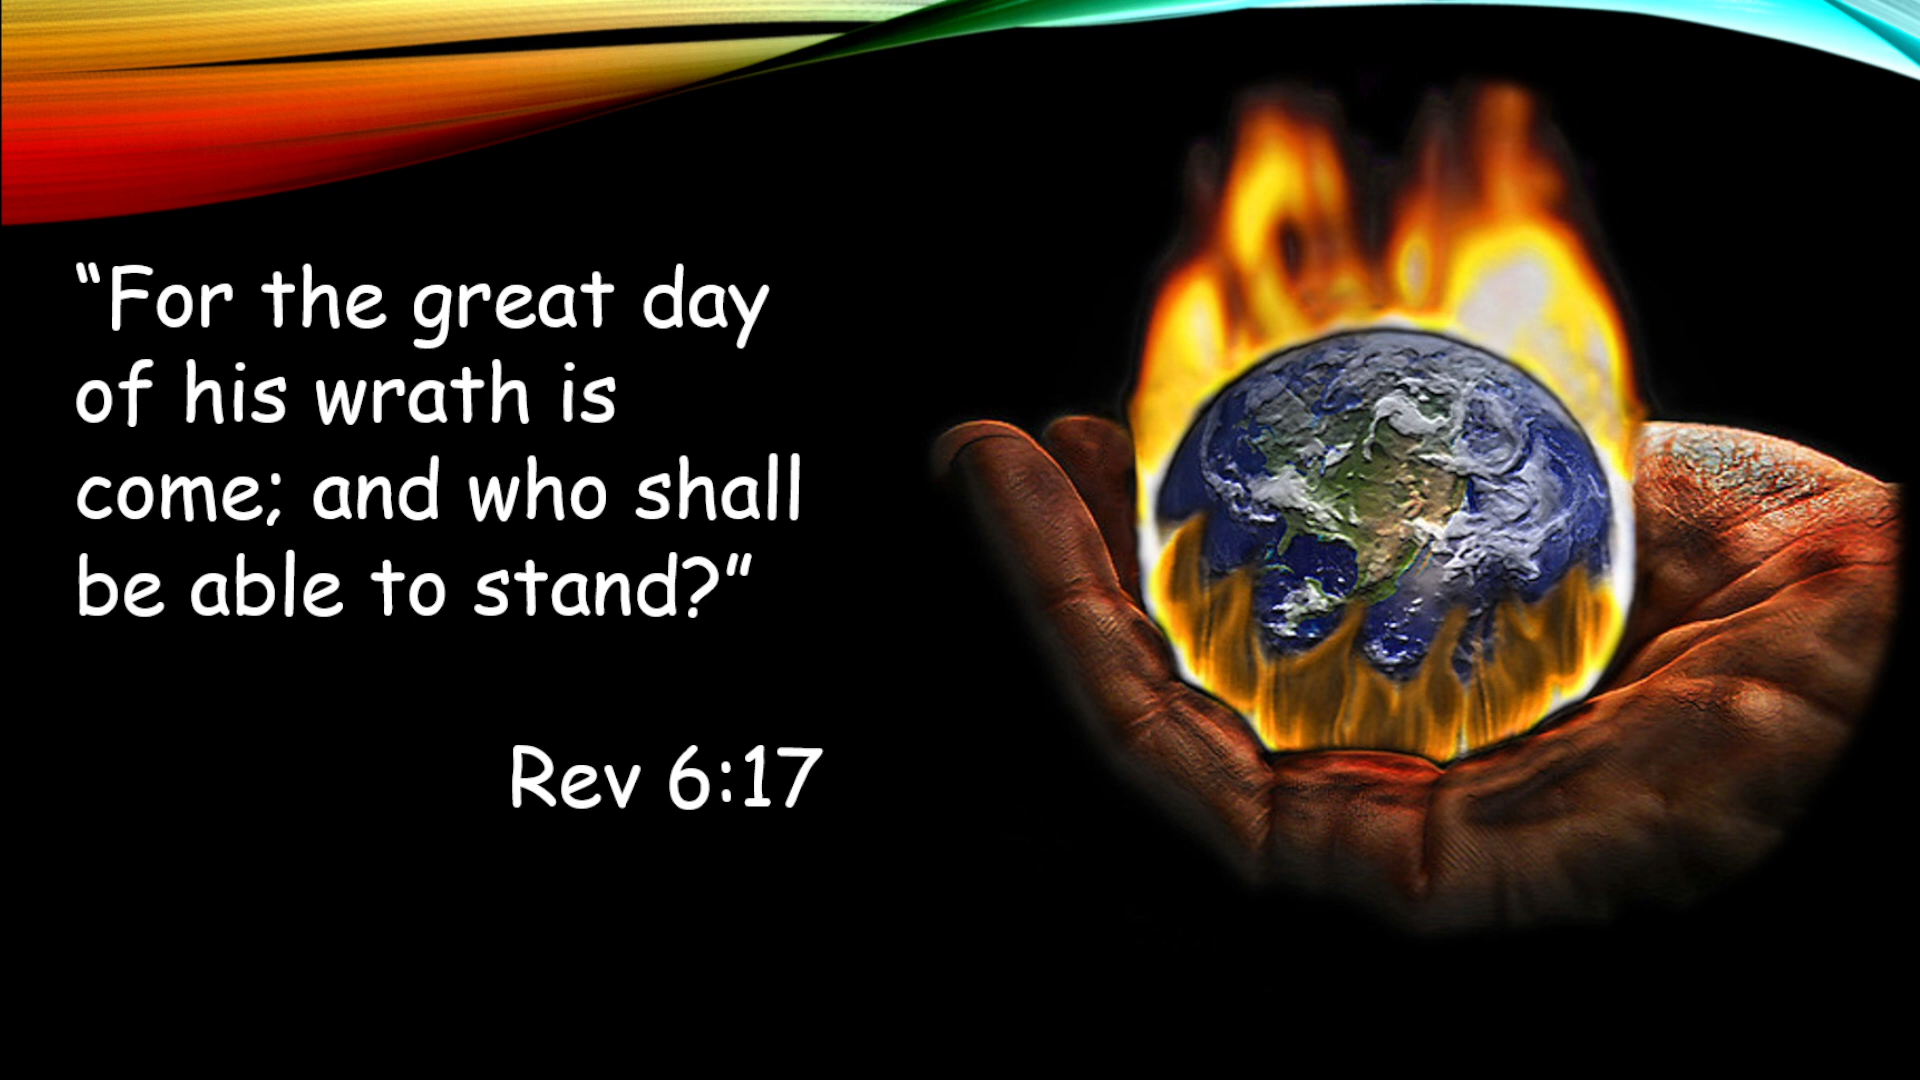 “For the great day
of his wrath is
come; and who shall
be able to stand?”
Rev 6:17